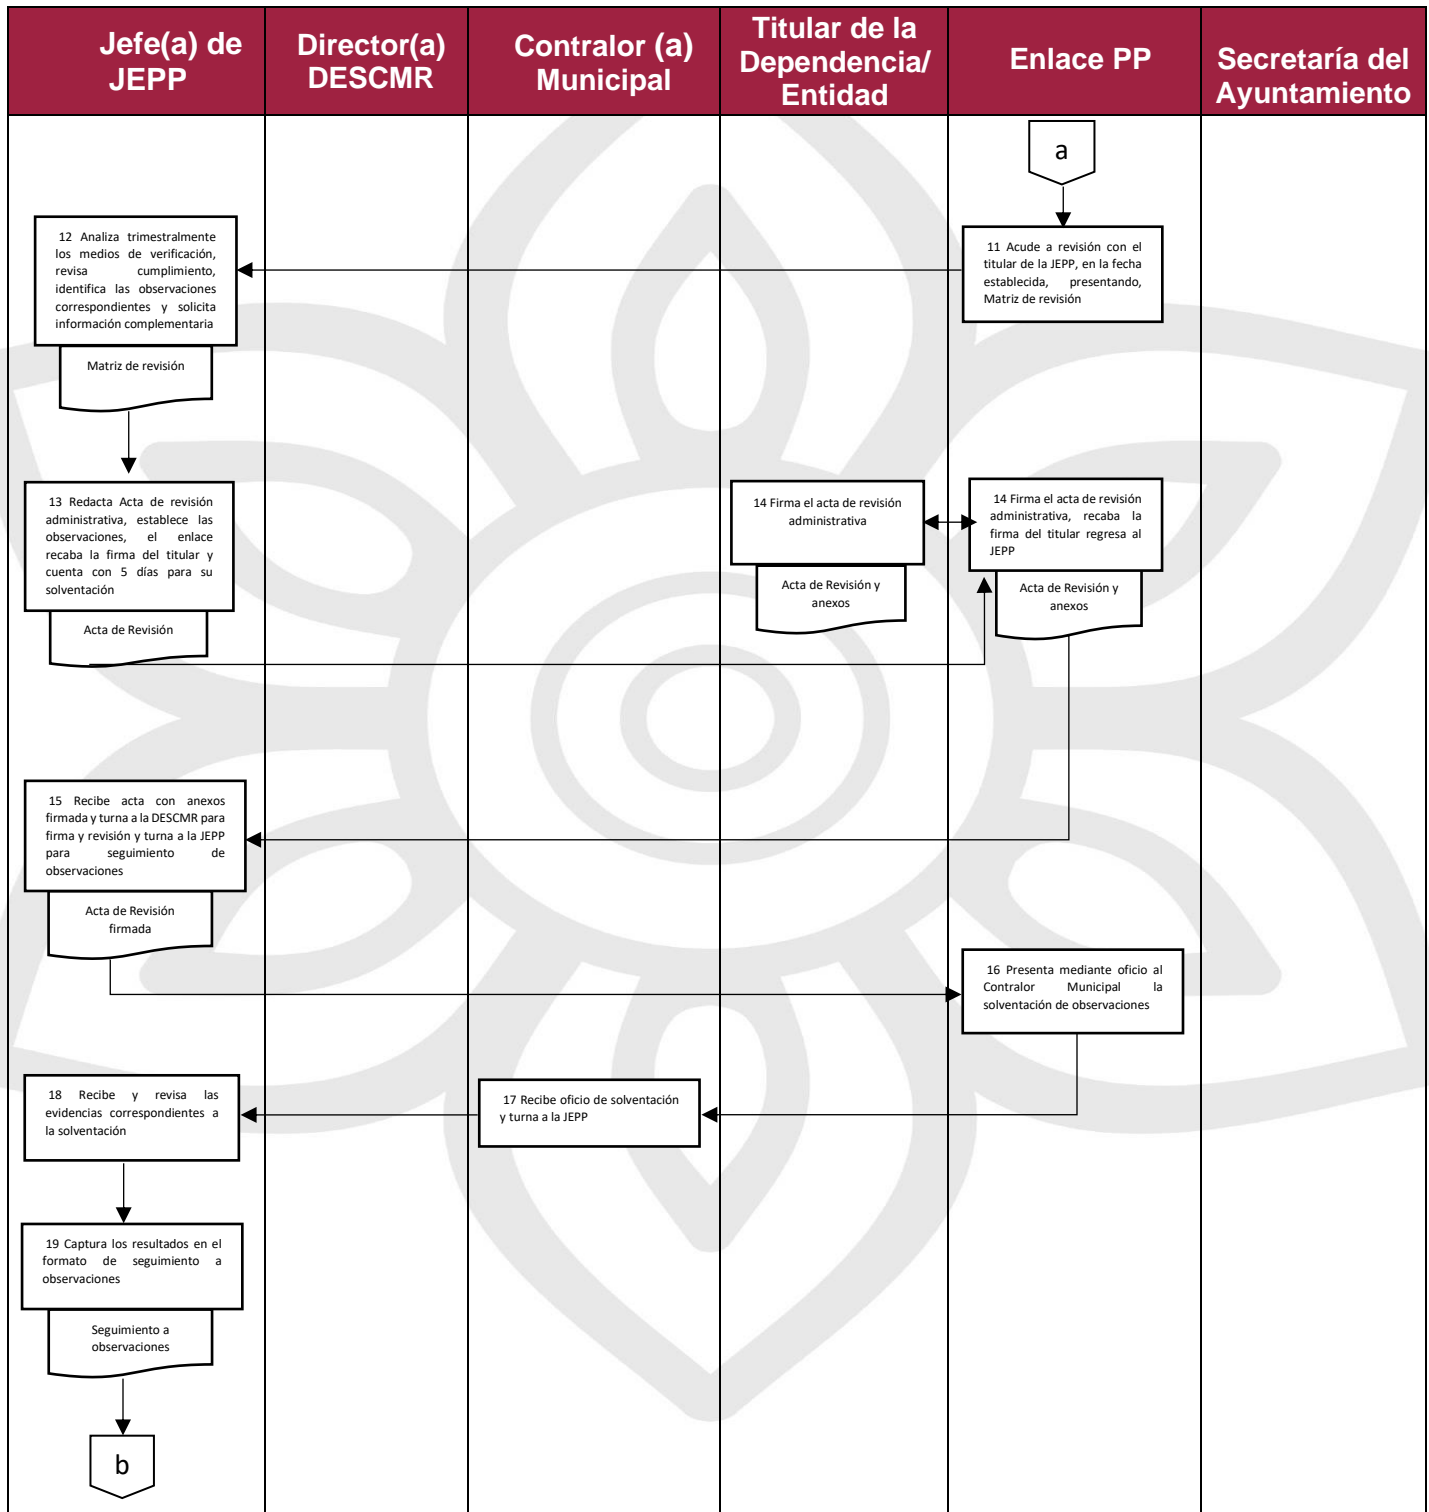 Jefe(a) de
JEPP
Director(a)
DESCMR
Contralor (a)
Municipal
Titular de la
Dependencia/
Entidad
Enlace PP
Secretaría del
Ayuntamiento
a
11 Acude a revisión con el
titular de la JEPP, en la fecha
establecida, presentando,
Matriz de revisión
12 Analiza trimestralmente
los medios de verificación,
revisa cumplimiento,
identifica las observaciones
correspondientes y solicita
información complementaria
Matriz de revisión
13 Redacta Acta de revisión
administrativa, establece las
observaciones, el enlace
recaba la firma del titular y
cuenta con 5 días para su
solventación
Acta de Revisión
14 Firma el acta de revisión
administrativa
Acta de Revisión y
anexos
14 Firma el acta de revisión
administrativa, recaba la
firma del titular regresa al
JEPP
Acta de Revisión y
anexos
15 Recibe acta con anexos
firmada y turna a la DESCMR para
firma y revisión y turna a la JEPP
para seguimiento de
observaciones
Acta de Revisión
firmada
16 Presenta mediante oficio al
Contralor Municipal la
solventación de observaciones
17 Recibe oficio de solventación
y turna a la JEPP
18 Recibe y revisa las
evidencias correspondientes a
la solventación
19 Captura los resultados en el
formato de seguimiento a
observaciones
Seguimiento a
observaciones
b